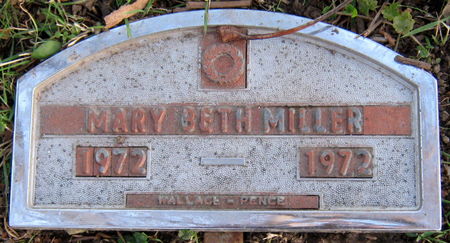 MARY BETH MILLER
1972 — 1972
WALLACE - PENCE